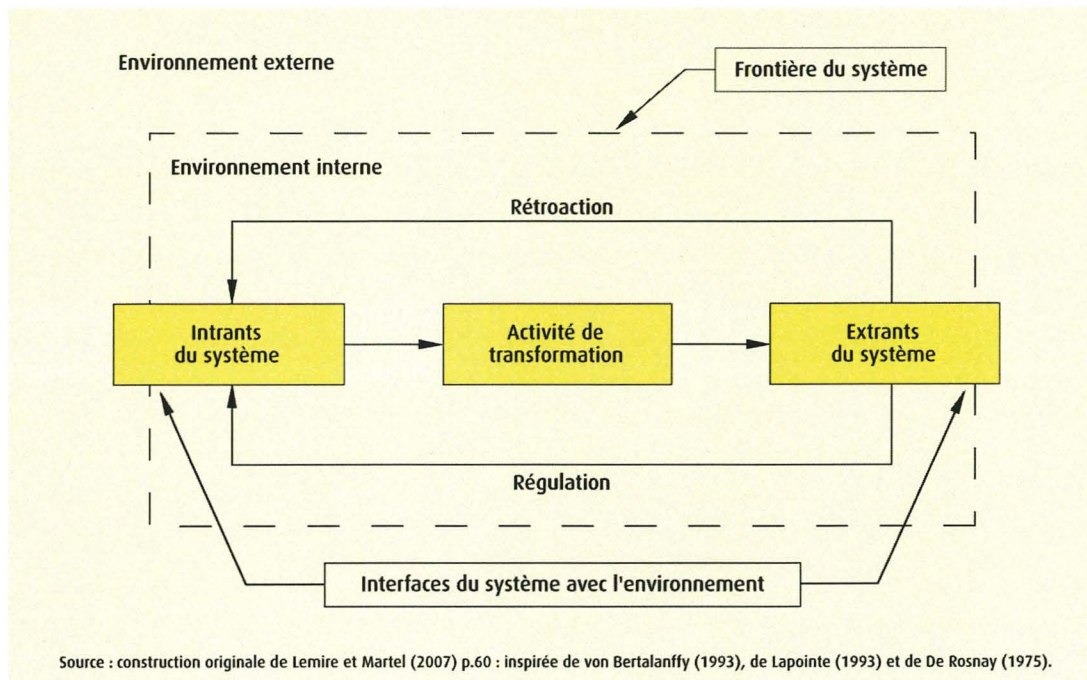 Environnement externe
Frontière du système
Environnement interne
Rétroaction
Intrants
du système
Activité de
transformation
Extrants
du système
Régulation
Interfaces du système avec l'environnement
Source : construction originale de Lemire et Martel (2007) p.60 : inspirée de von Bertalanffy (1993), de Lapointe (1993) et de De Rosnay (1975).